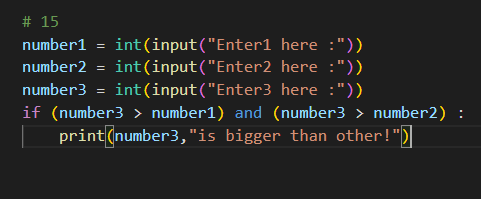 # 15
number1 = int(input("Enter1 here :"))
number2 = int(input("Enter2 here :"))
number3 = int(input("Enter3 here :"))
if (number3 > number1) and (number3 > number2) :
    print(number3,"is bigger than other!")